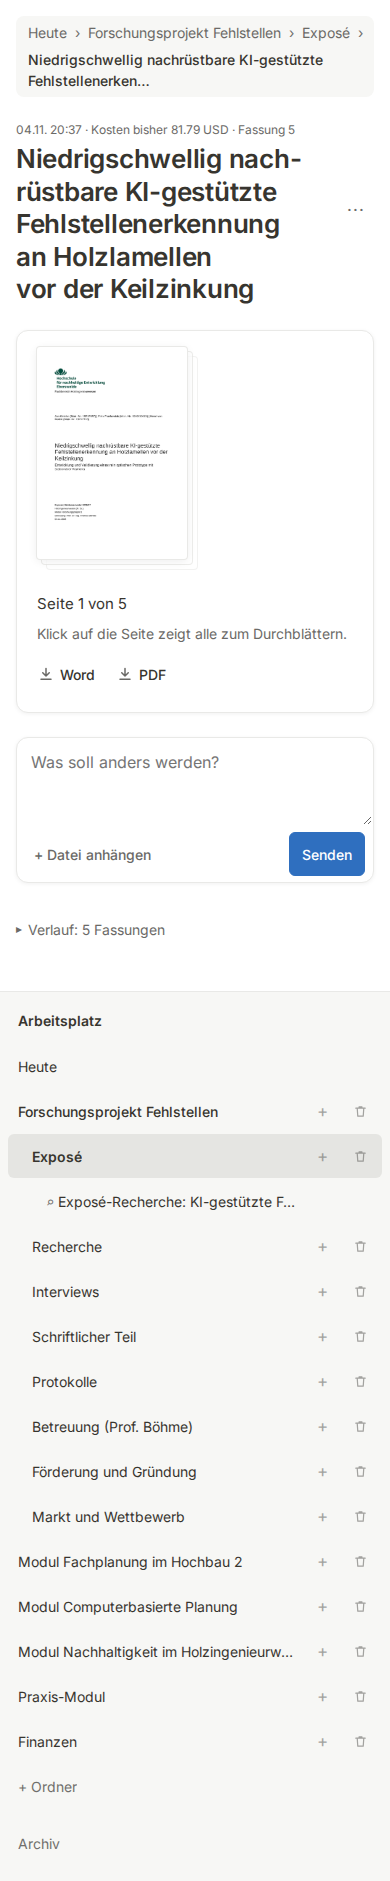 Heute › Forschungsprojekt Fehlstellen › Exposé ›
Niedrigschwellig nachrüstbare KI-gestützte
Fehlstellenerken…
04.11. 20:37 · Kosten bisher 81.79 USD · Fassung 5
Niedrigschwellig nach-
rüstbare KI-gestützte
Fehlstellenerkennung
an Holzlamellen
vor der Keilzinkung
…
Hochschule
für nachhaltige Entwicklung
Eberswalde
Niedrigschwellig nachrüstbare KI-gestützte
Fehlstellenerkennung an Holzlamellen vor der
Keilzinkung
Seite 1 von 5
Klick auf die Seite zeigt alle zum Durchblättern.
Word PDF
Was soll anders werden?
+ Datei anhängen Senden
▸ Verlauf: 5 Fassungen
Arbeitsplatz
Heute
Forschungsprojekt Fehlstellen +
Exposé +
⌕ Exposé-Recherche: KI-gestützte F…
Recherche +
Interviews +
Schriftlicher Teil +
Protokolle +
Betreuung (Prof. Böhme) +
Förderung und Gründung +
Markt und Wettbewerb +
Modul Fachplanung im Hochbau 2 +
Modul Computerbasierte Planung +
Modul Nachhaltigkeit im Holzingenieurw… +
Praxis-Modul +
Finanzen +
+ Ordner
Archiv